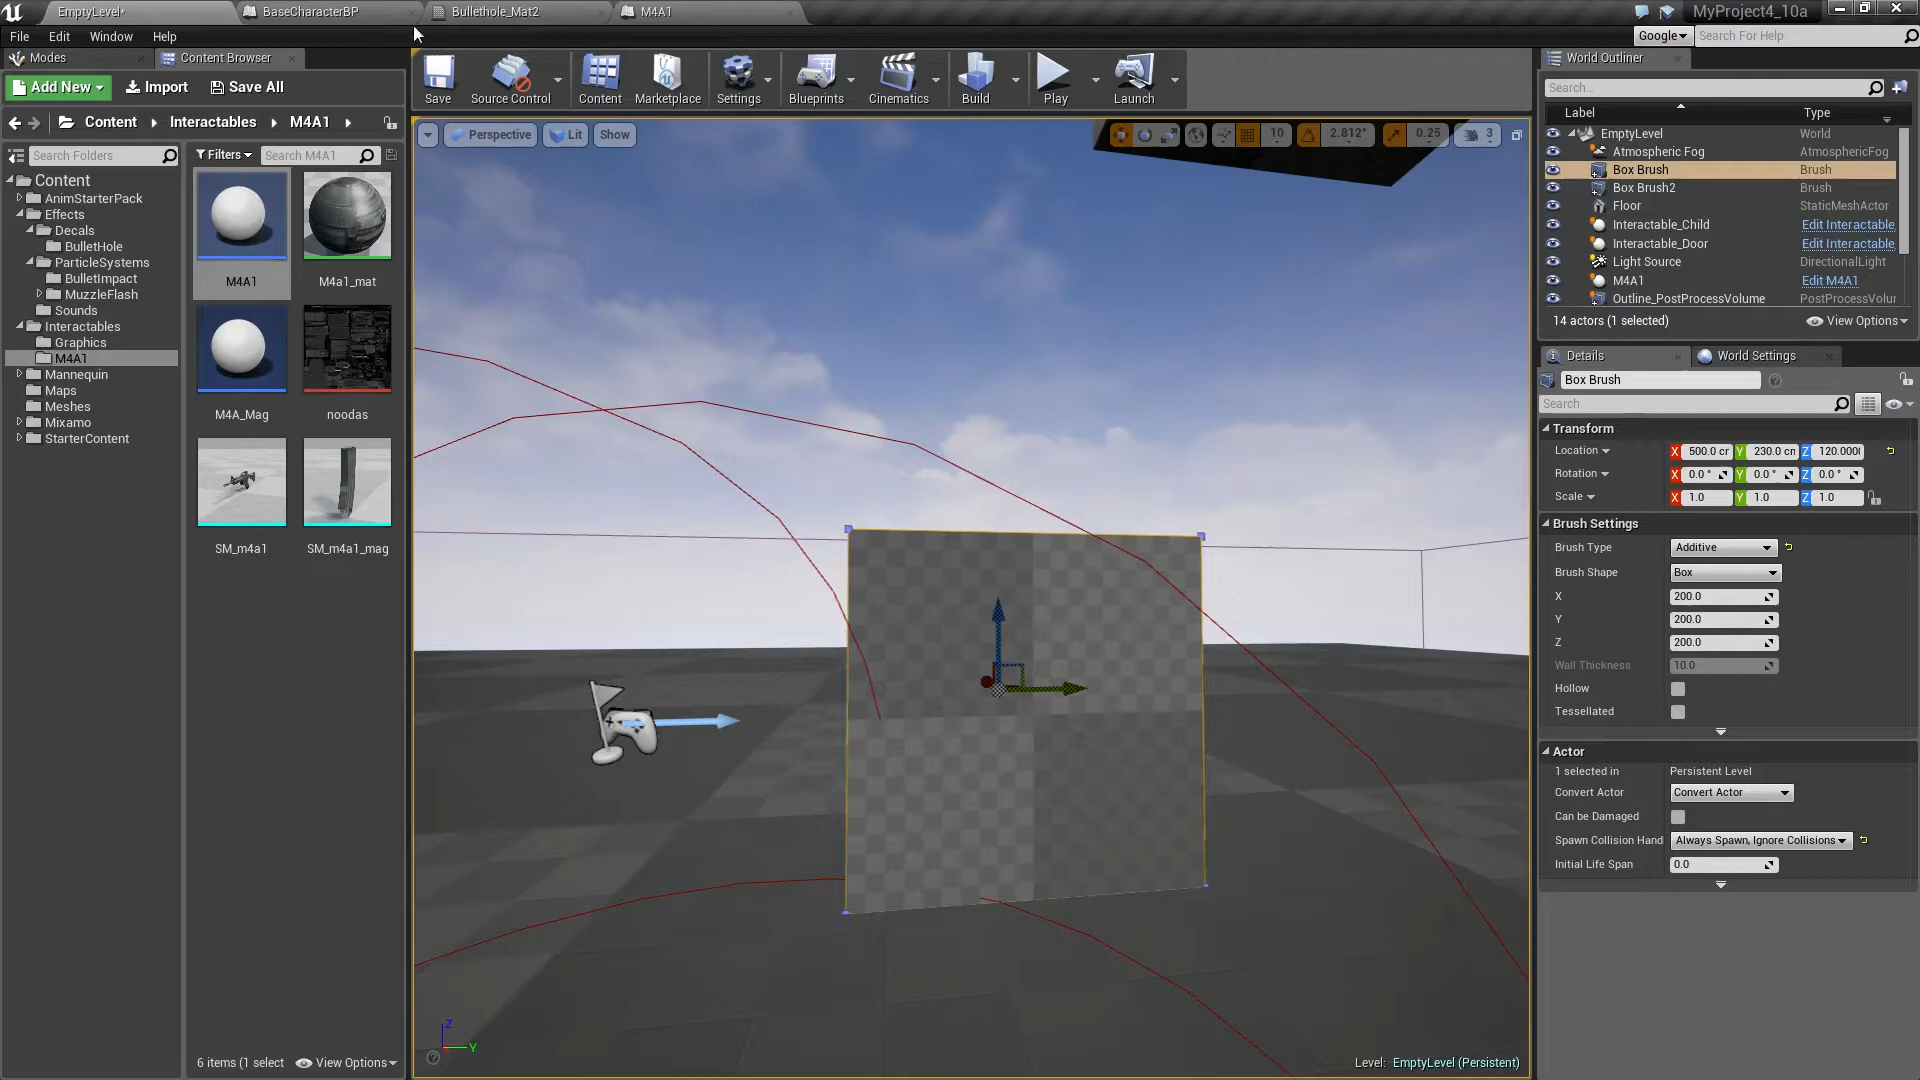 EmptyLevel*
BaseCharacterBP
Bullethole_Mat2
M4A1
MyProject4_10a
File
Edit
Window
Help
Google
Search For Help
Modes
Content Browser
Add New
Import
Save All
Content
Interactables
M4A1
Search Folders
Filters
Search M4A1
Content
AnimStarterPack
Effects
Decals
BulletHole
ParticleSystems
BulletImpact
MuzzleFlash
Sounds
Interactables
Graphics
M4A1
Mannequin
Maps
Meshes
Mixamo
StarterContent
M4A1
M4a1_mat
M4A_Mag
noodas
SM_m4a1
SM_m4a1_mag
6 items (1 select
View Options
Save
Source Control
Content
Marketplace
Settings
Blueprints
Cinematics
Build
Play
Launch
Perspective
Lit
Show
10
2.812°
0.25
3
Z
Y
Level: EmptyLevel (Persistent)
World Outliner
Search...
Label
Type
EmptyLevel
World
Atmospheric Fog
AtmosphericFog
Box Brush
Brush
Box Brush2
Brush
Floor
StaticMeshActor
Interactable_Child
Edit Interactable_
Interactable_Door
Edit Interactable_
Light Source
DirectionalLight
M4A1
Edit M4A1
Outline_PostProcessVolume
PostProcessVolur
14 actors (1 selected)
View Options
Details
World Settings
Box Brush
Search
Transform
Location
X 500.0 cr
Y 230.0 cr
Z 120.000
Rotation
X 0.0 °
Y 0.0 °
Z 0.0 °
Scale
X 1.0
Y 1.0
Z 1.0
Brush Settings
Brush Type
Additive
Brush Shape
Box
X
200.0
Y
200.0
Z
200.0
Wall Thickness
10.0
Hollow
Tessellated
Actor
1 selected in
Persistent Level
Convert Actor
Convert Actor
Can be Damaged
Spawn Collision Hand
Always Spawn, Ignore Collisions
Initial Life Span
0.0